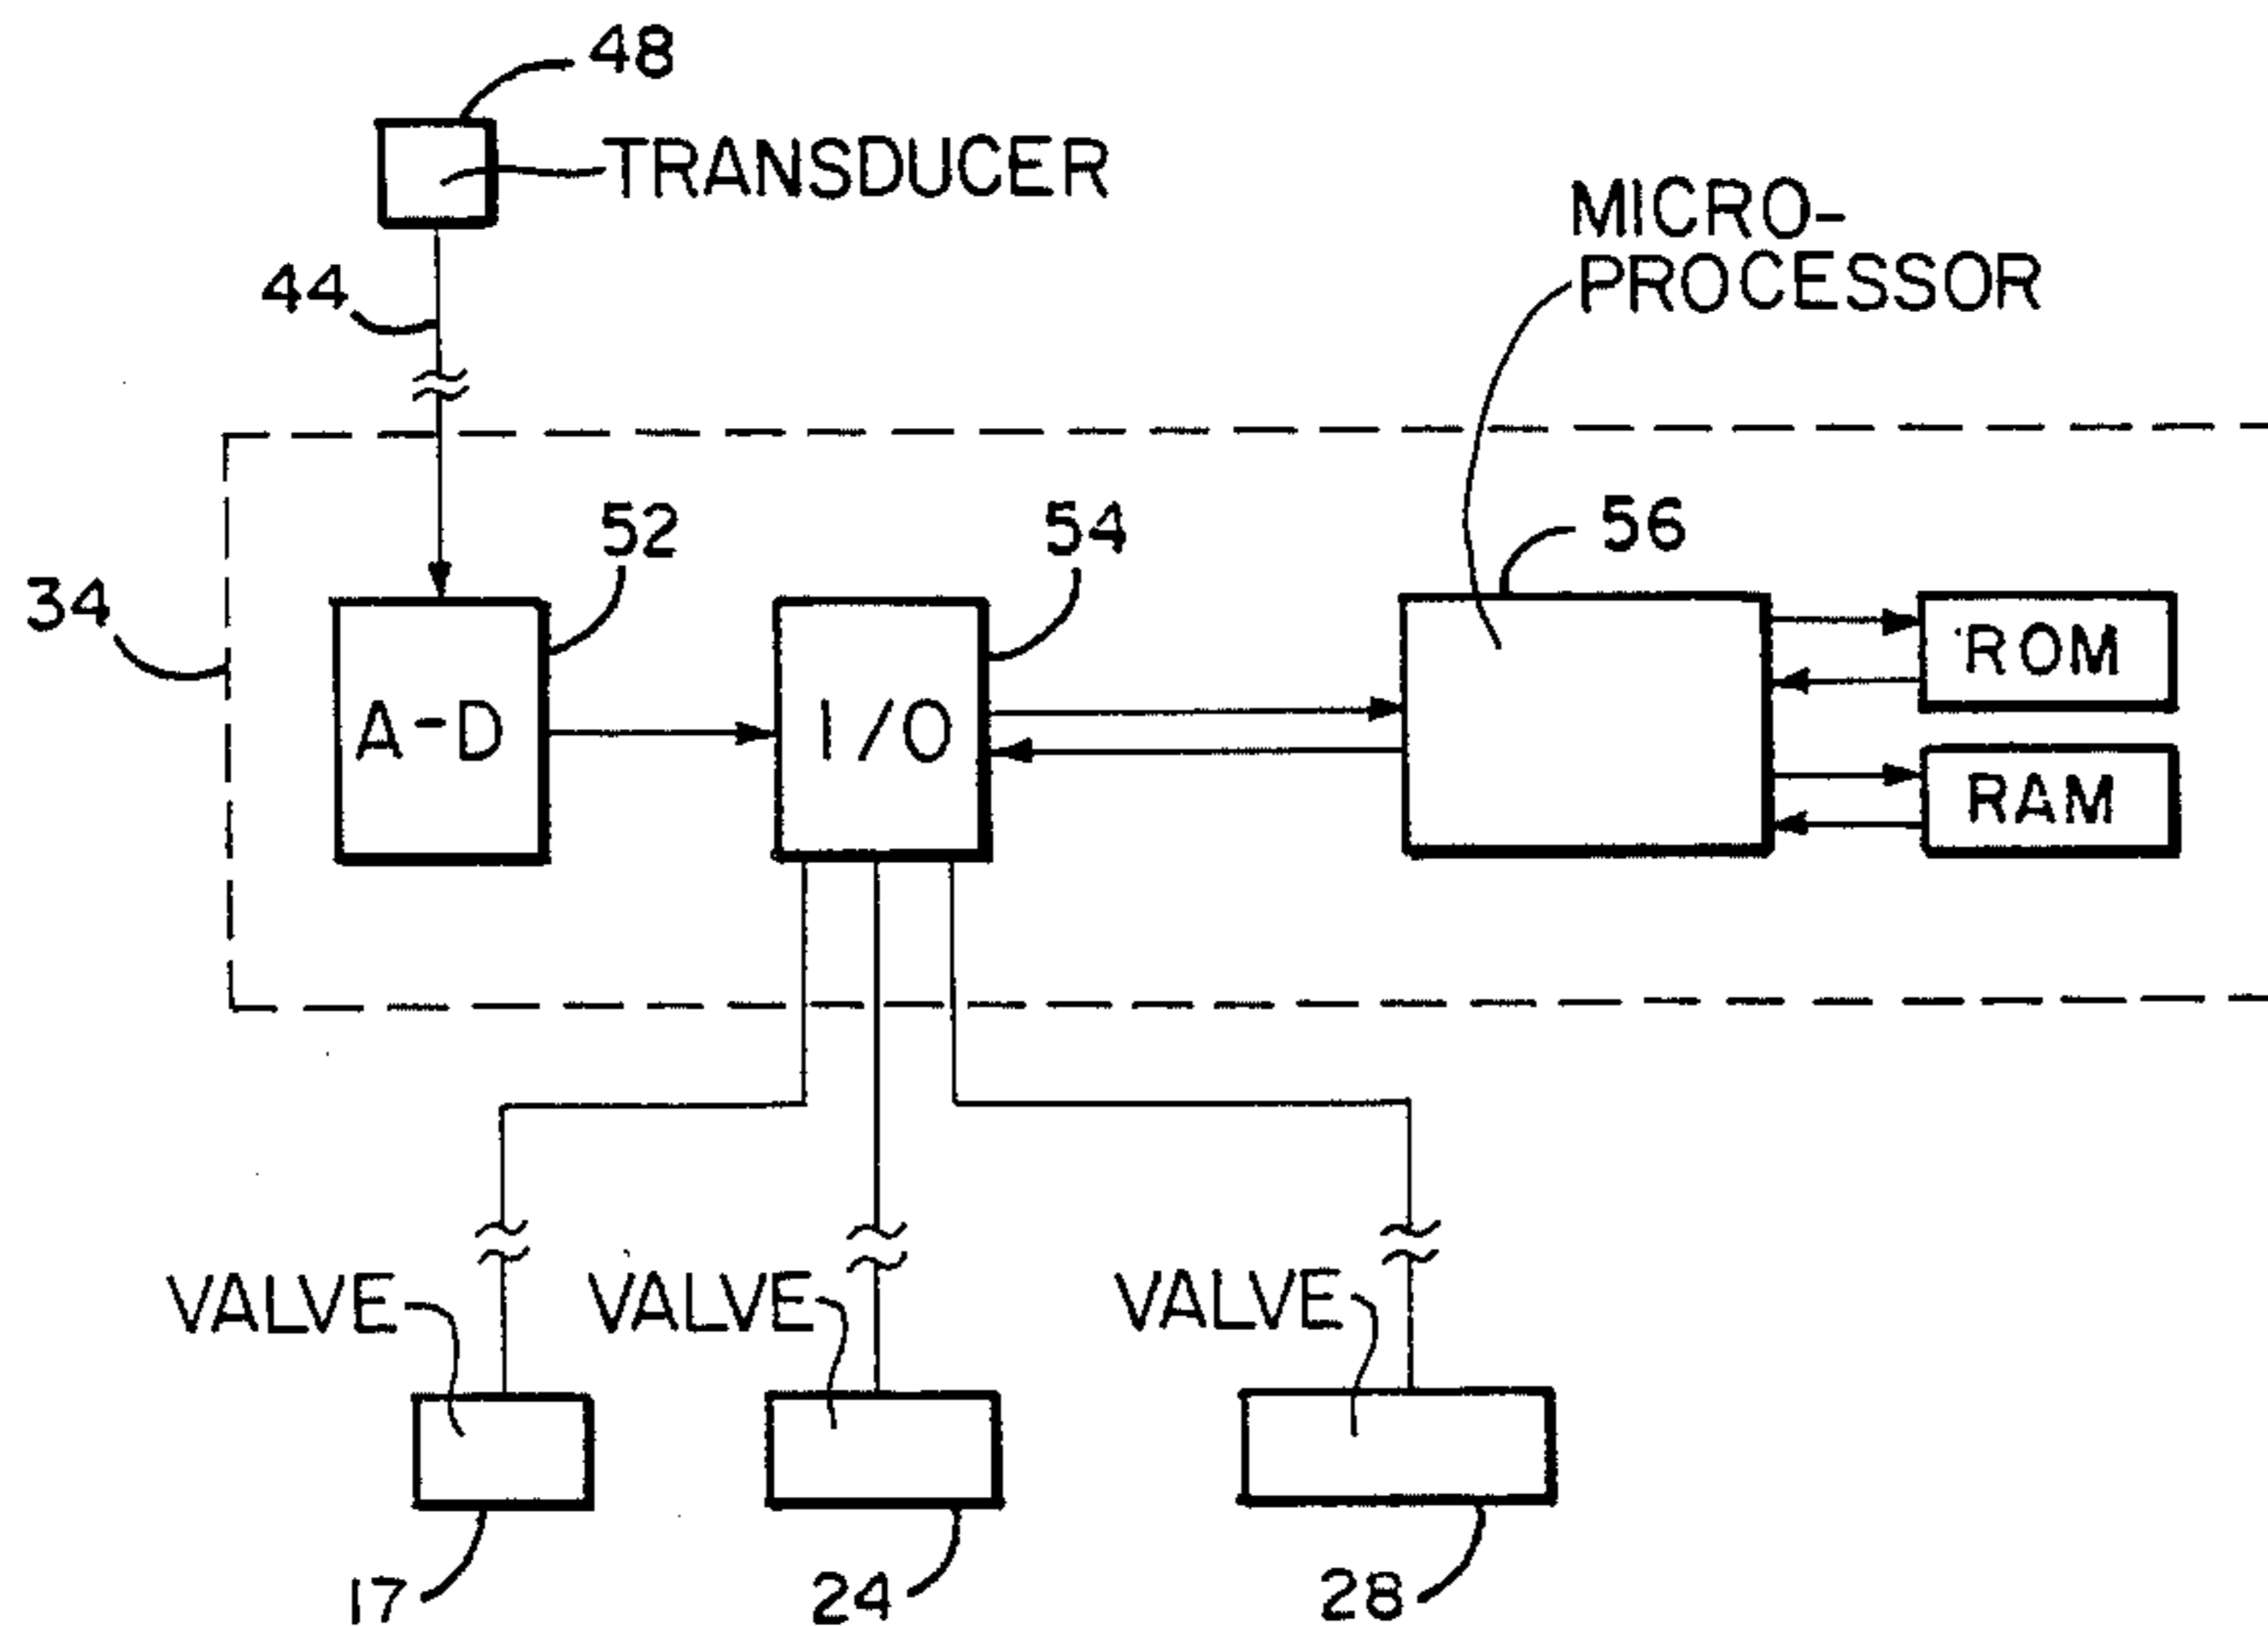 48
TRANSDUCER
44
MICRO-
PROCESSOR
34
52
54
56
A-D
I/O
ROM
RAM
VALVE
VALVE
VALVE
17
24
28